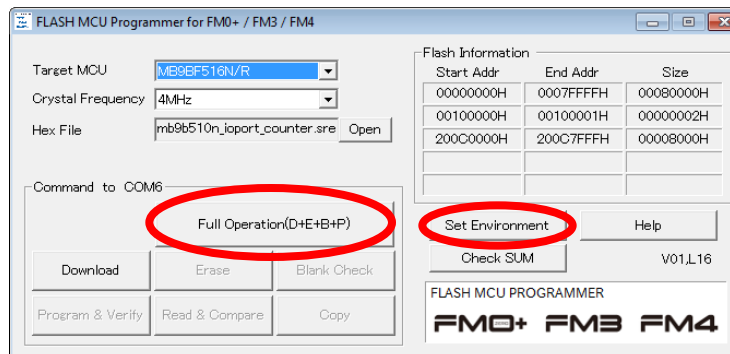 FLASH MCU Programmer for FM0+ / FM3 / FM4
Target MCU
MB9BF516N/R
Crystal Frequency
4MHz
Hex File
mb9b510n_ioport_counter.sre
Open
Flash Information
Start Addr End Addr Size
00000000H 0007FFFFH 00080000H
00100000H 00100001H 00000002H
200C0000H 200C7FFFH 00008000H
Command to COM6
Full Operation(D+E+B+P)
Download Erase Blank Check
Program & Verify Read & Compare Copy
Set Environment Help
Check SUM V01,L16
FLASH MCU PROGRAMMER
FM0+ FM3 FM4